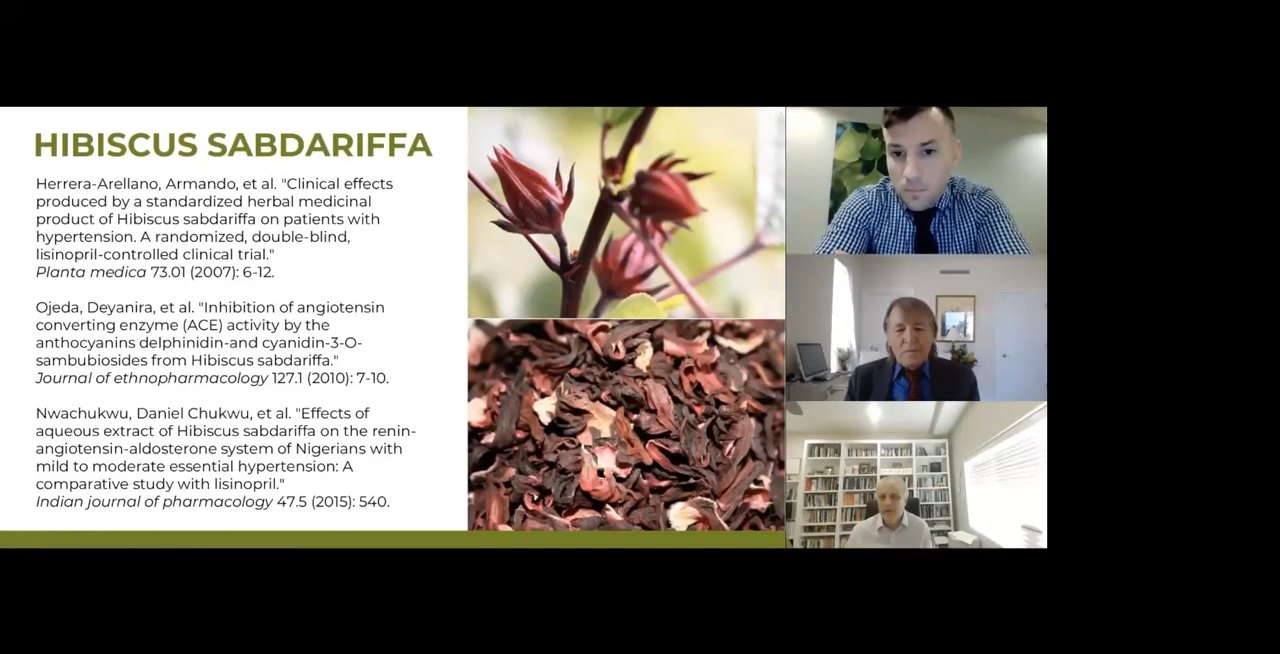 HIBISCUS SABDARIFFA
Herrera-Arellano, Armando, et al. "Clinical effects
produced by a standardized herbal medicinal
product of Hibiscus sabdariffa on patients with
hypertension. A randomized, double-blind,
lisinopril-controlled clinical trial."
Planta medica 73.01 (2007): 6-12.
Ojeda, Deyanira, et al. "Inhibition of angiotensin
converting enzyme (ACE) activity by the
anthocyanins delphinidin-and cyanidin-3-O-
sambubiosides from Hibiscus sabdariffa."
Journal of ethnopharmacology 127.1 (2010): 7-10.
Nwachukwu, Daniel Chukwu, et al. "Effects of
aqueous extract of Hibiscus sabdariffa on the renin-
angiotensin-aldosterone system of Nigerians with
mild to moderate essential hypertension: A
comparative study with lisinopril."
Indian journal of pharmacology 47.5 (2015): 540.